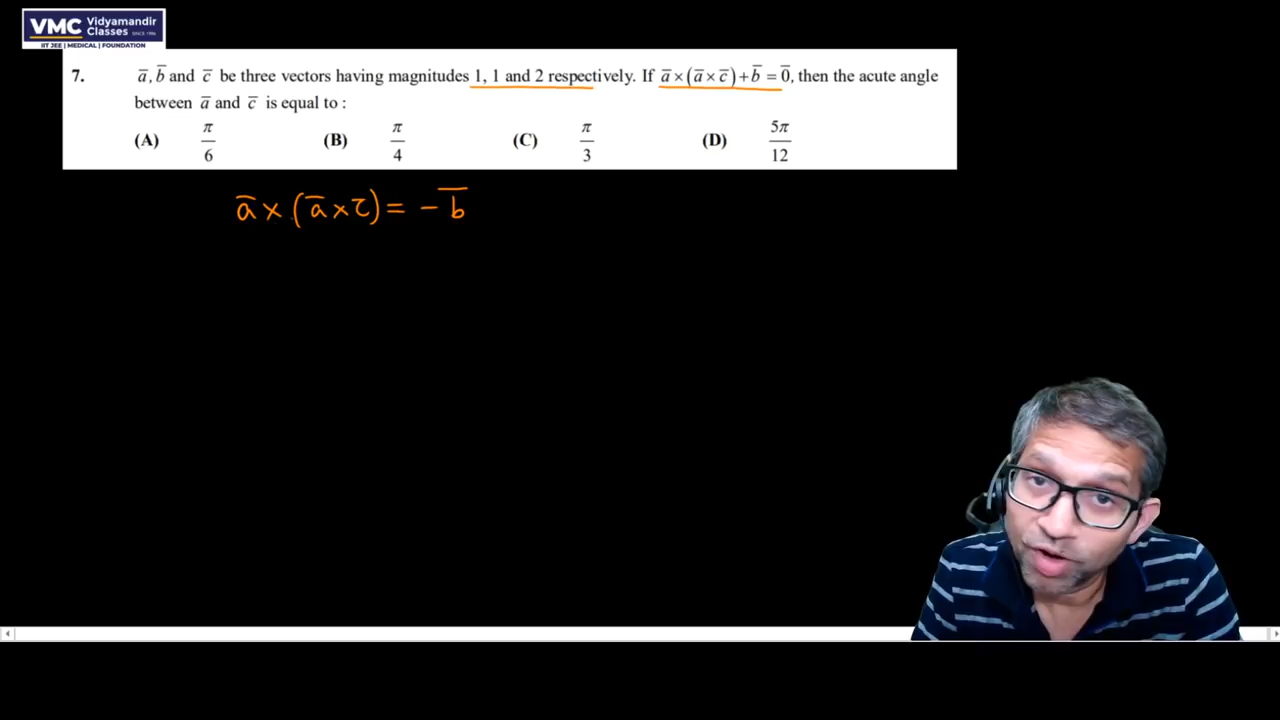 VMC Vidyamandir Classes SINCE 1986
IIT JEE | MEDICAL | FOUNDATION
7. a̅, b̅ and c̅ be three vectors having magnitudes 1, 1 and 2 respectively. If a̅×(a̅×c̅)+b̅=0̅, then the acute angle
between a̅ and c̅ is equal to :
(A) π/6 (B) π/4 (C) π/3 (D) 5π/12
a̅×(a̅×c̅)= -b̅